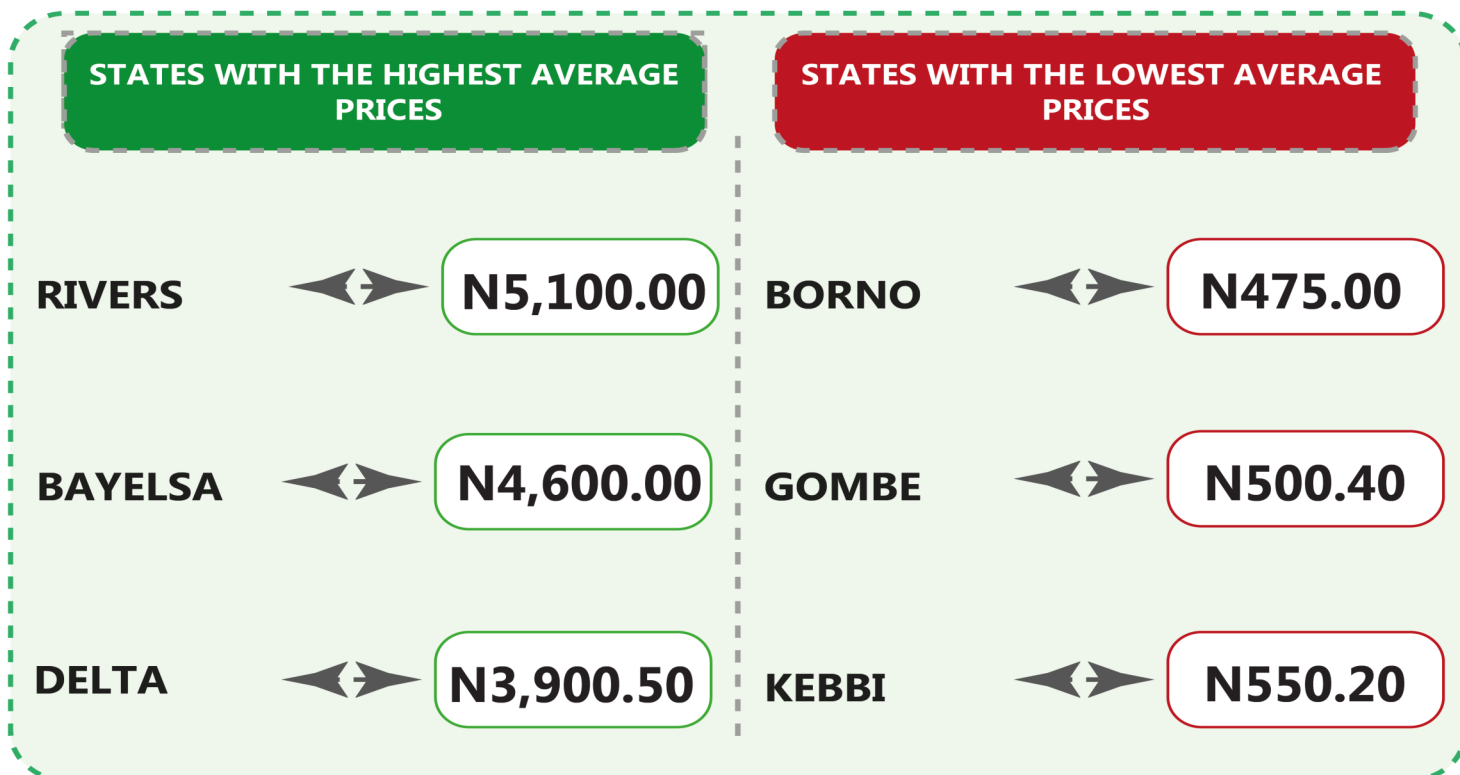 STATES WITH THE HIGHEST AVERAGE
PRICES
RIVERS N5,100.00
BAYELSA N4,600.00
DELTA N3,900.50
STATES WITH THE LOWEST AVERAGE
PRICES
BORNO N475.00
GOMBE N500.40
KEBBI N550.20